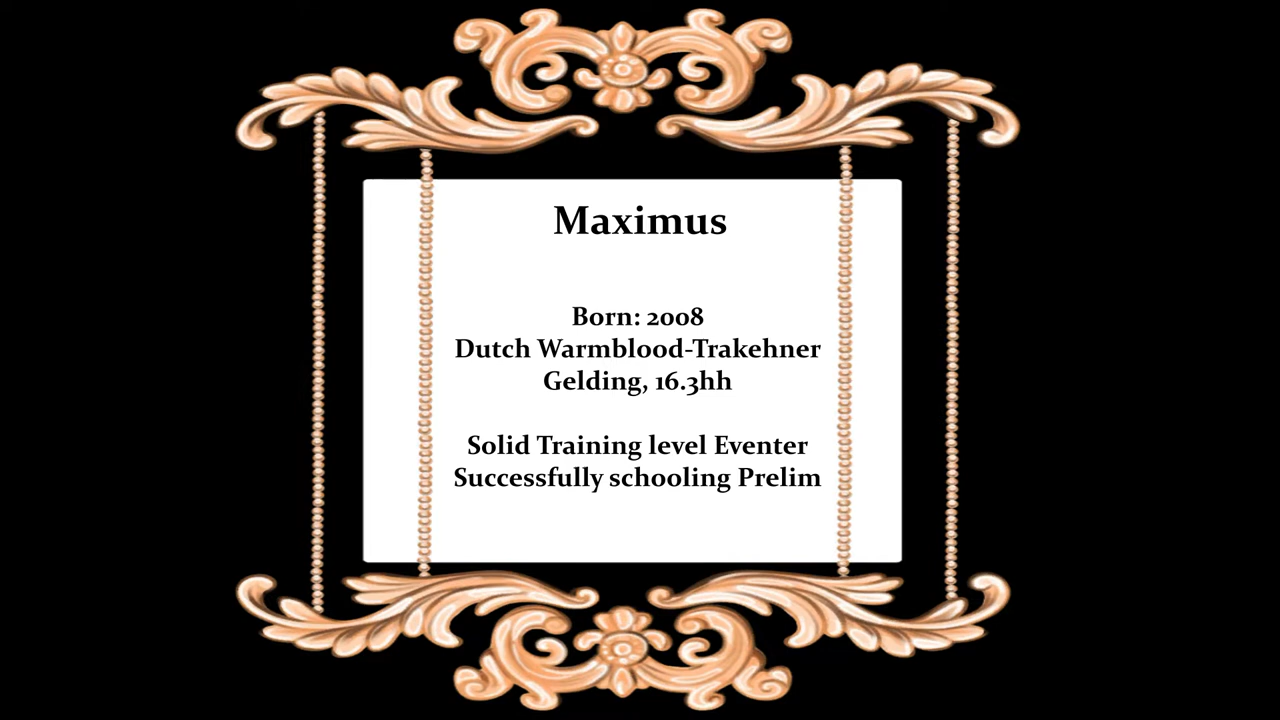 Maximus
Born: 2008
Dutch Warmblood-Trakehner
Gelding, 16.3hh
Solid Training level Eventer
Successfully schooling Prelim